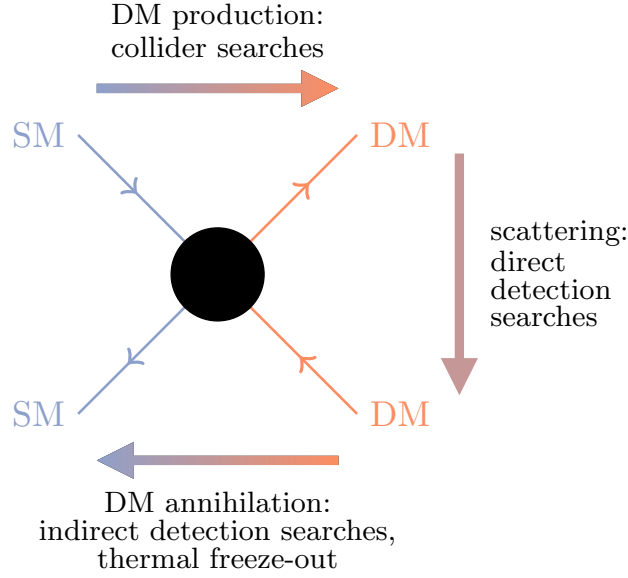 DM production:
collider searches
SM
DM
scattering:
direct
detection
searches
SM
DM
DM annihilation:
indirect detection searches,
thermal freeze-out